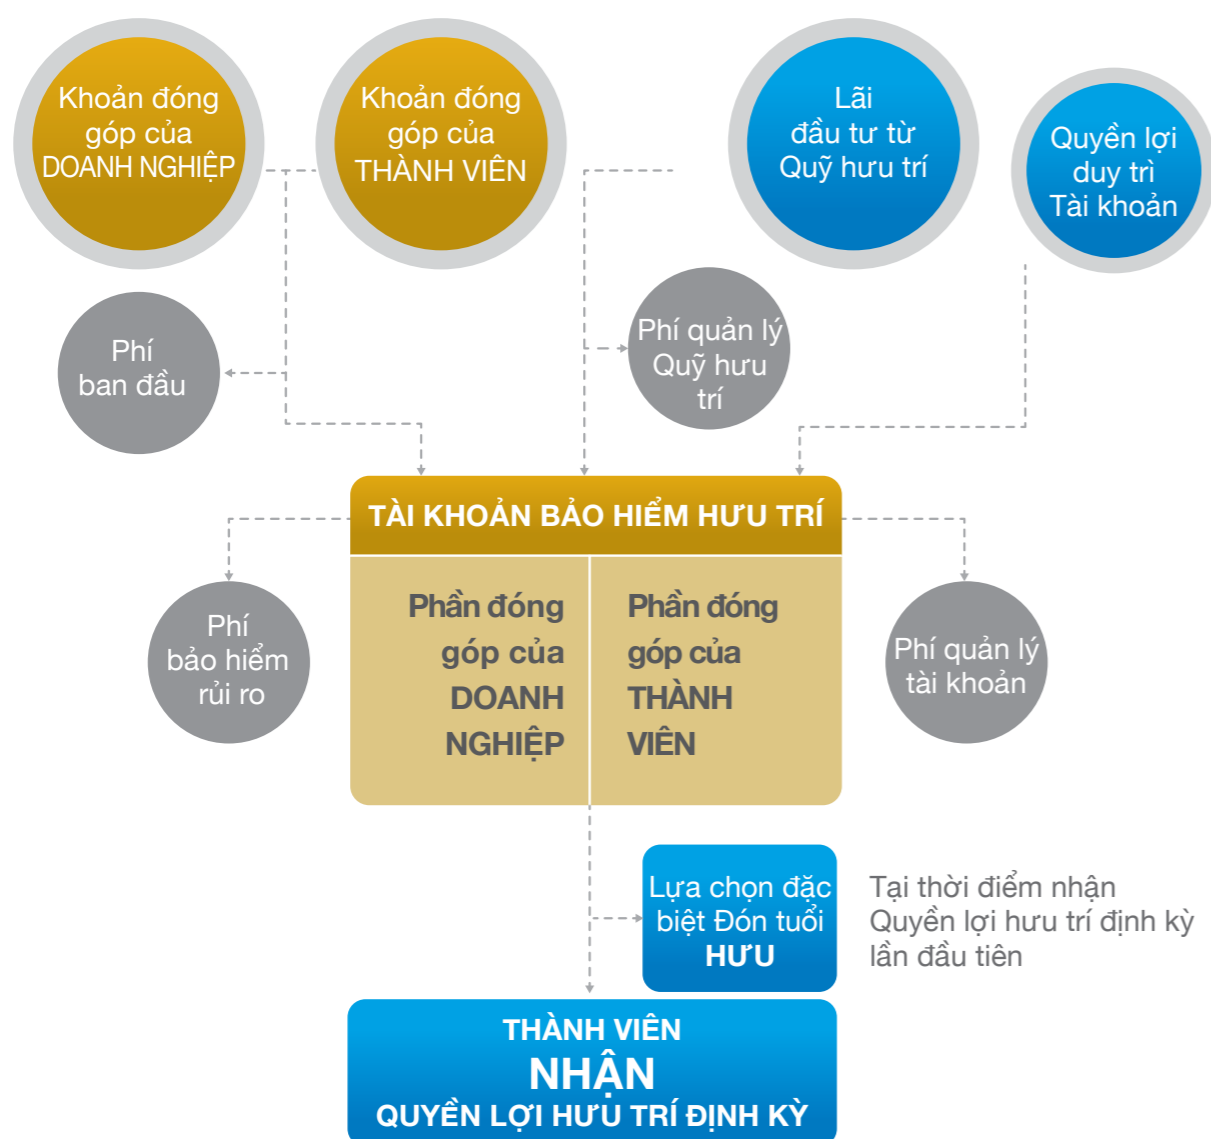 Khoản đóng
góp của
DOANH NGHIỆP
Khoản đóng
góp của
THÀNH VIÊN
Lãi
đầu tư từ
Quỹ hưu trí
Quyền lợi
duy trì
Tài khoản
Phí
ban đầu
Phí quản lý
Quỹ hưu
trí
TÀI KHOẢN BẢO HIỂM HƯU TRÍ
Phí
bảo hiểm
rủi ro
Phần đóng
góp của
DOANH
NGHIỆP
Phần đóng
góp của
THÀNH
VIÊN
Phí quản lý
tài khoản
Lựa chọn đặc
biệt Đón tuổi
HƯU
Tại thời điểm nhận
Quyền lợi hưu trí định kỳ
lần đầu tiên
THÀNH VIÊN
NHẬN
QUYỀN LỢI HƯU TRÍ ĐỊNH KỲ